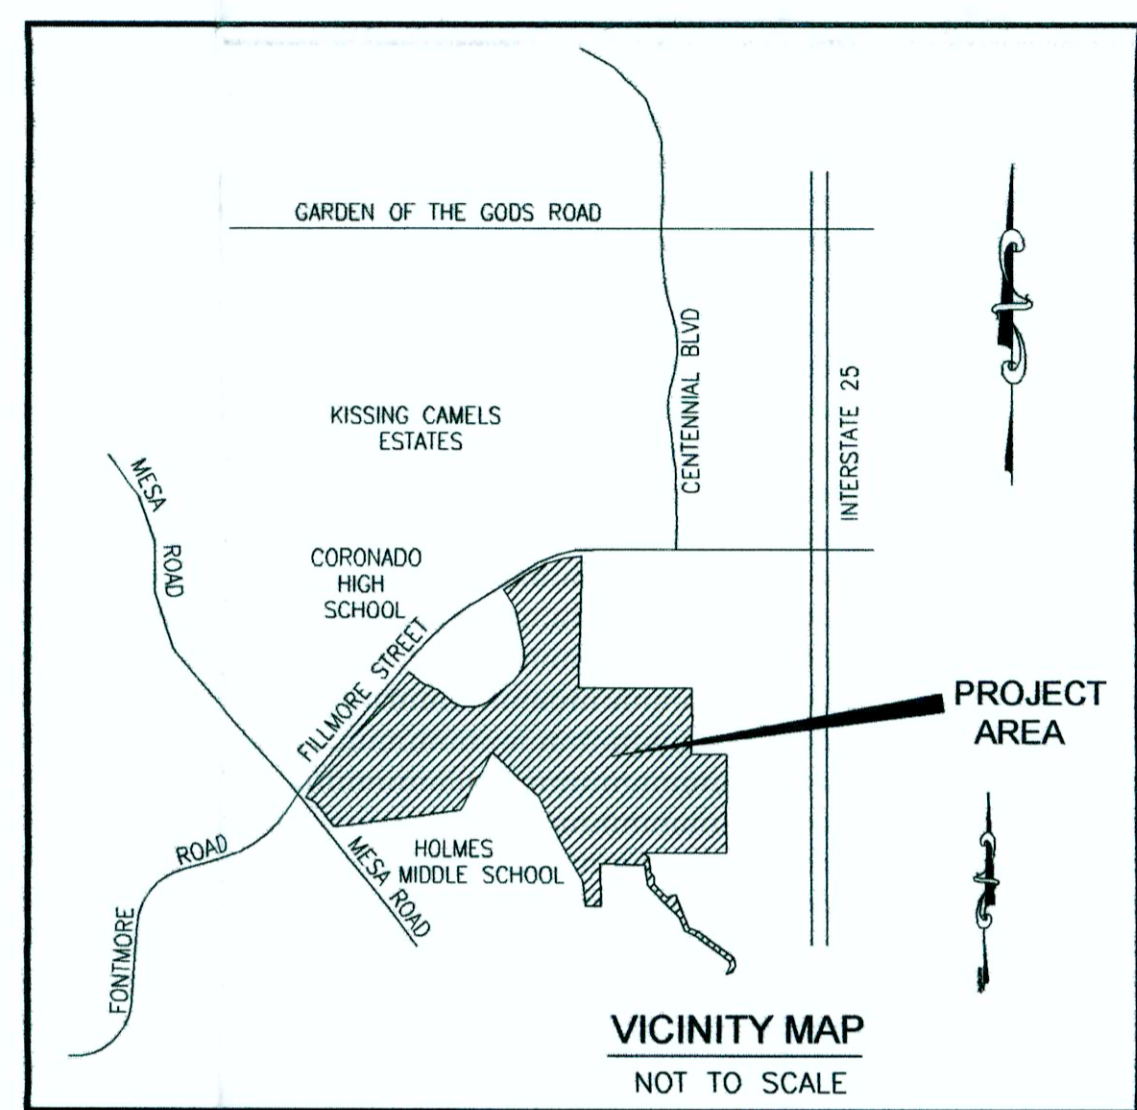 GARDEN OF THE GODS ROAD
CENTENNIAL BLVD
INTERSTATE 25
KISSING CAMELS
ESTATES
MESA
ROAD
CORONADO
HIGH
SCHOOL
FILLMORE STREET
PROJECT
AREA
ROAD
HOLMES
MIDDLE SCHOOL
MESA ROAD
FONTMORE
VICINITY MAP
NOT TO SCALE